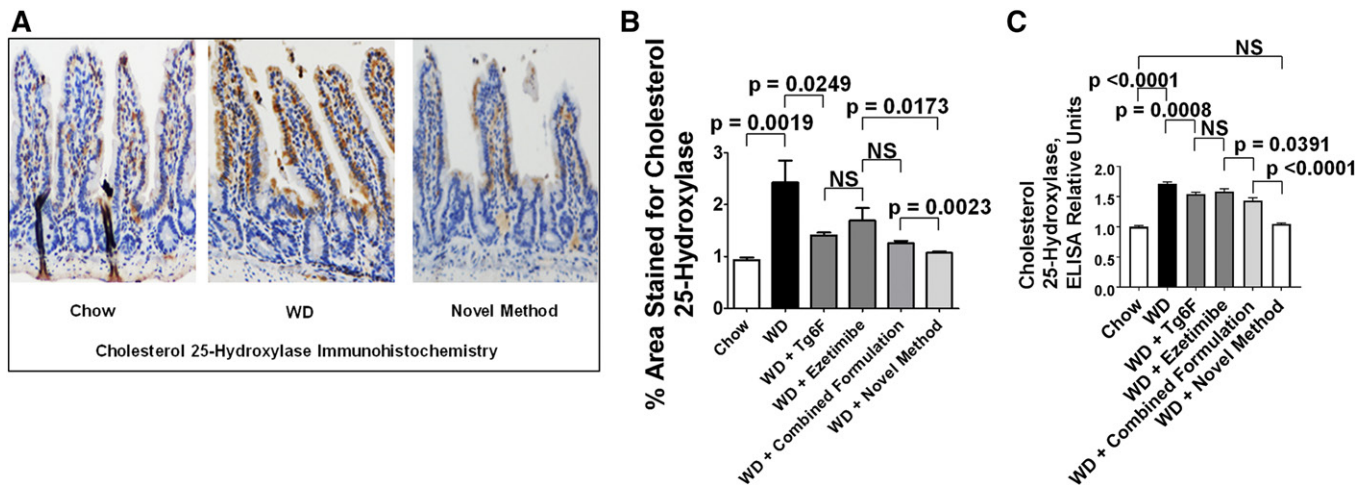 A
Chow
WD
Novel Method
Cholesterol 25-Hydroxylase Immunohistochemistry
B
% Area Stained for Cholesterol
25-Hydroxylase
3
2
1
0
p = 0.0019
p = 0.0249
NS
NS
p = 0.0173
p = 0.0023
Chow
WD
WD + Tg6F
WD + Ezetimibe
WD + Combined Formulation
WD + Novel Method
C
Cholesterol
25-Hydroxylase,
ELISA Relative Units
2.0
1.5
1.0
1.5
0.0
NS
p <0.0001
p = 0.0008
NS
p = 0.0391
p <0.0001
Chow
WD
WD + Tg6F
WD + Ezetimibe
WD + Combined Formulation
WD + Novel Method